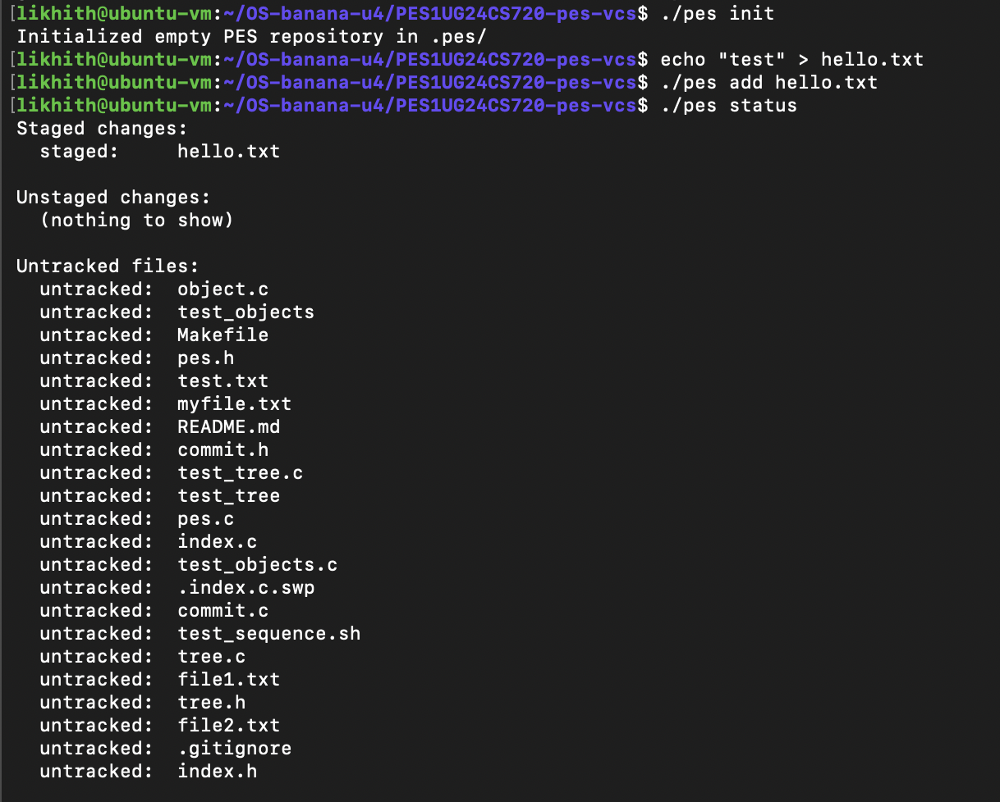 [likhith@ubuntu-vm:~/OS-banana-u4/PES1UG24CS720-pes-vcs$ ./pes init
Initialized empty PES repository in .pes/
[likhith@ubuntu-vm:~/OS-banana-u4/PES1UG24CS720-pes-vcs$ echo "test" > hello.txt
[likhith@ubuntu-vm:~/OS-banana-u4/PES1UG24CS720-pes-vcs$ ./pes add hello.txt
[likhith@ubuntu-vm:~/OS-banana-u4/PES1UG24CS720-pes-vcs$ ./pes status
Staged changes:
  staged:     hello.txt

Unstaged changes:
  (nothing to show)

Untracked files:
  untracked:  object.c
  untracked:  test_objects
  untracked:  Makefile
  untracked:  pes.h
  untracked:  test.txt
  untracked:  myfile.txt
  untracked:  README.md
  untracked:  commit.h
  untracked:  test_tree.c
  untracked:  test_tree
  untracked:  pes.c
  untracked:  index.c
  untracked:  test_objects.c
  untracked:  .index.c.swp
  untracked:  commit.c
  untracked:  test_sequence.sh
  untracked:  tree.c
  untracked:  file1.txt
  untracked:  tree.h
  untracked:  file2.txt
  untracked:  .gitignore
  untracked:  index.h